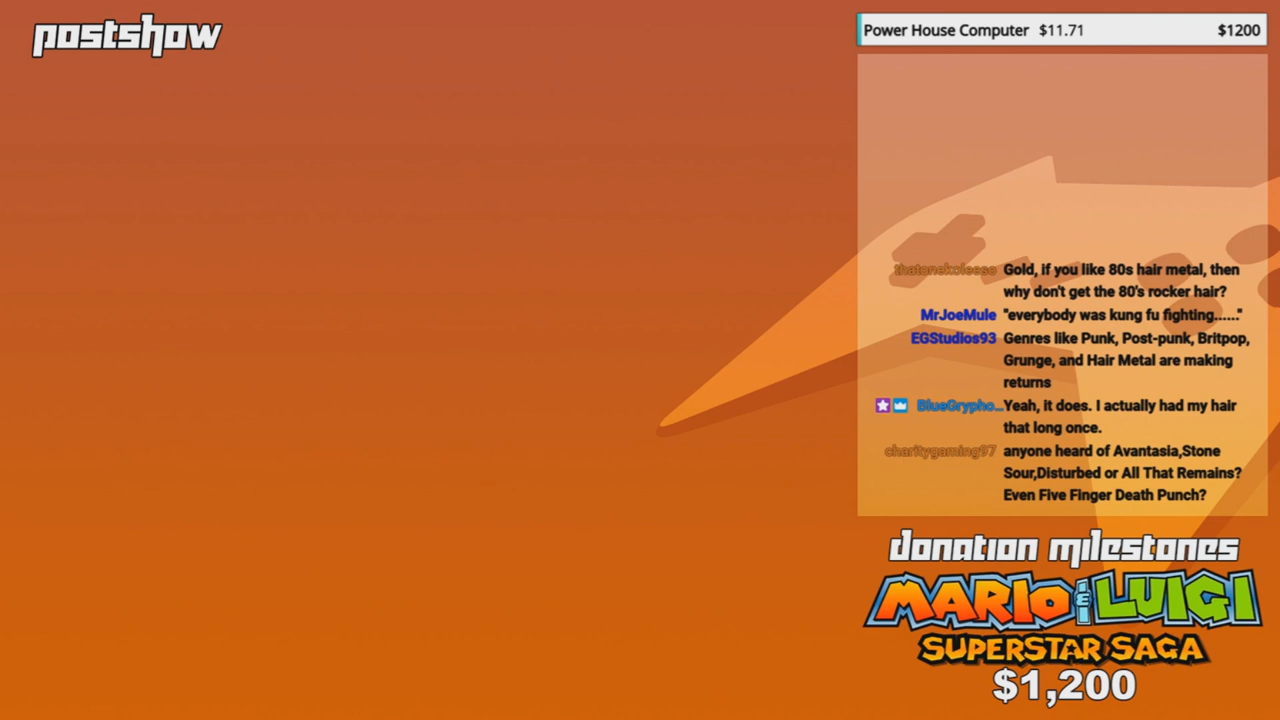 postshow
Power House Computer $11.71 $1200
thatonekoleeso Gold, if you like 80s hair metal, then
why don't get the 80's rocker hair?
MrJoeMule "everybody was kung fu fighting......"
EGStudios93 Genres like Punk, Post-punk, Britpop,
Grunge, and Hair Metal are making
returns
BlueGrypho... Yeah, it does. I actually had my hair
that long once.
charitygaming97 anyone heard of Avantasia,Stone
Sour,Disturbed or All That Remains?
Even Five Finger Death Punch?
donation milestones
MARIO & LUIGI
SUPERSTAR SAGA
$1,200